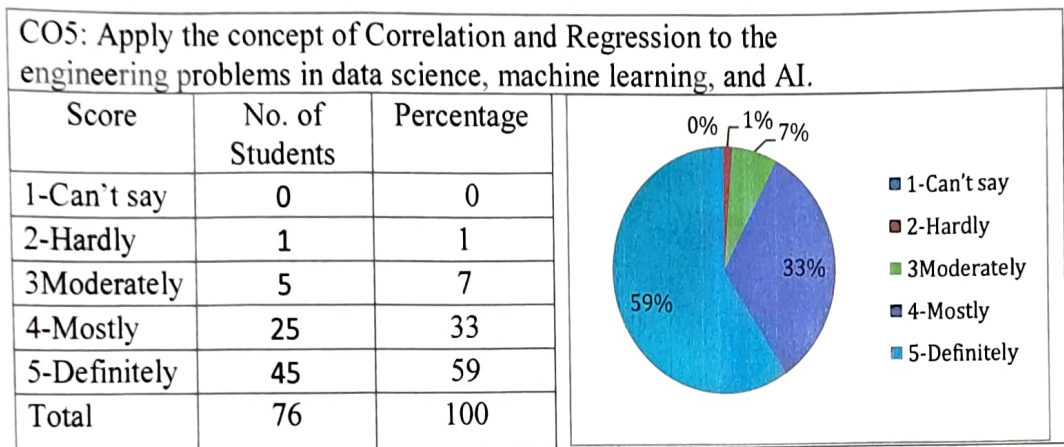 CO5: Apply the concept of Correlation and Regression to the
engineering problems in data science, machine learning, and AI.
Score No. of Students Percentage
1-Can't say 0 0
2-Hardly 1 1
3Moderately 5 7
4-Mostly 25 33
5-Definitely 45 59
Total 76 100
0% 1% 7%
33%
59%
1-Can't say
2-Hardly
3Moderately
4-Mostly
5-Definitely